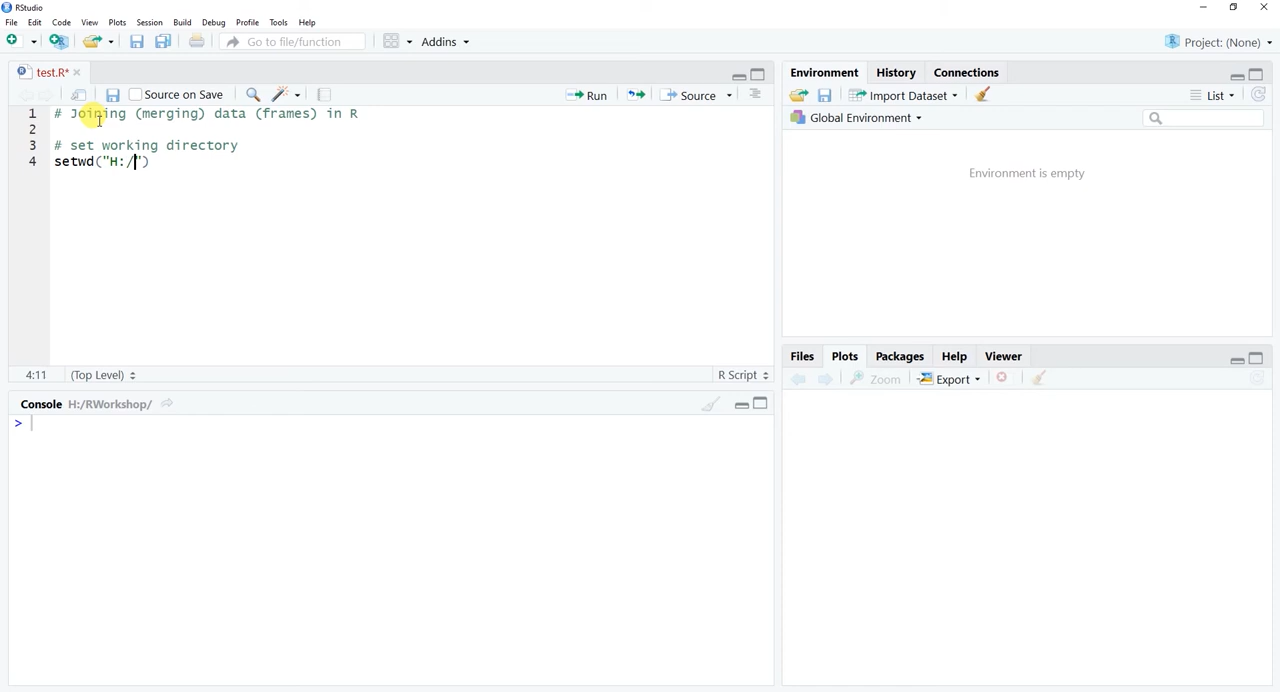 RStudio
File Edit Code View Plots Session Build Debug Profile Tools Help
Go to file/function Addins Project: (None)
test.R*
Source on Save Run Source
1 # Joining (merging) data (frames) in R
2
3 # set working directory
4 setwd("H:/")
4:11 (Top Level) R Script
Console H:/RWorkshop/
>
Environment History Connections
Import Dataset List
Global Environment
Environment is empty
Files Plots Packages Help Viewer
Zoom Export